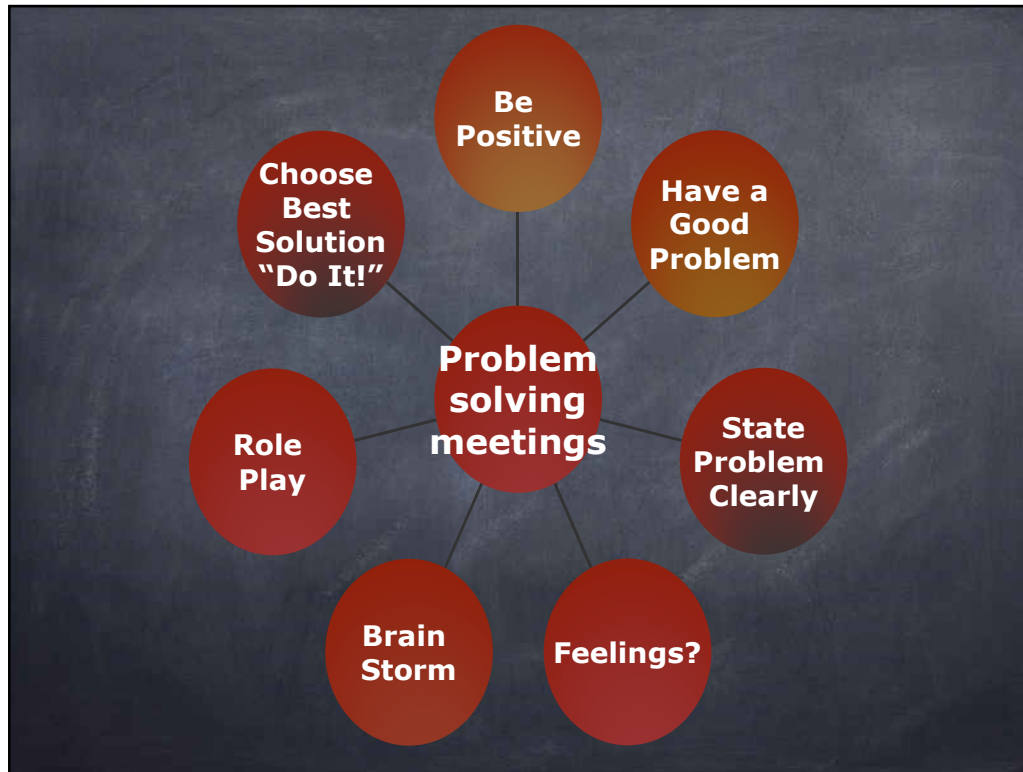 Be
Positive
Have a
Good
Problem
State
Problem
Clearly
Feelings?
Brain
Storm
Role
Play
Choose
Best
Solution
“Do It!”
Problem
solving
meetings